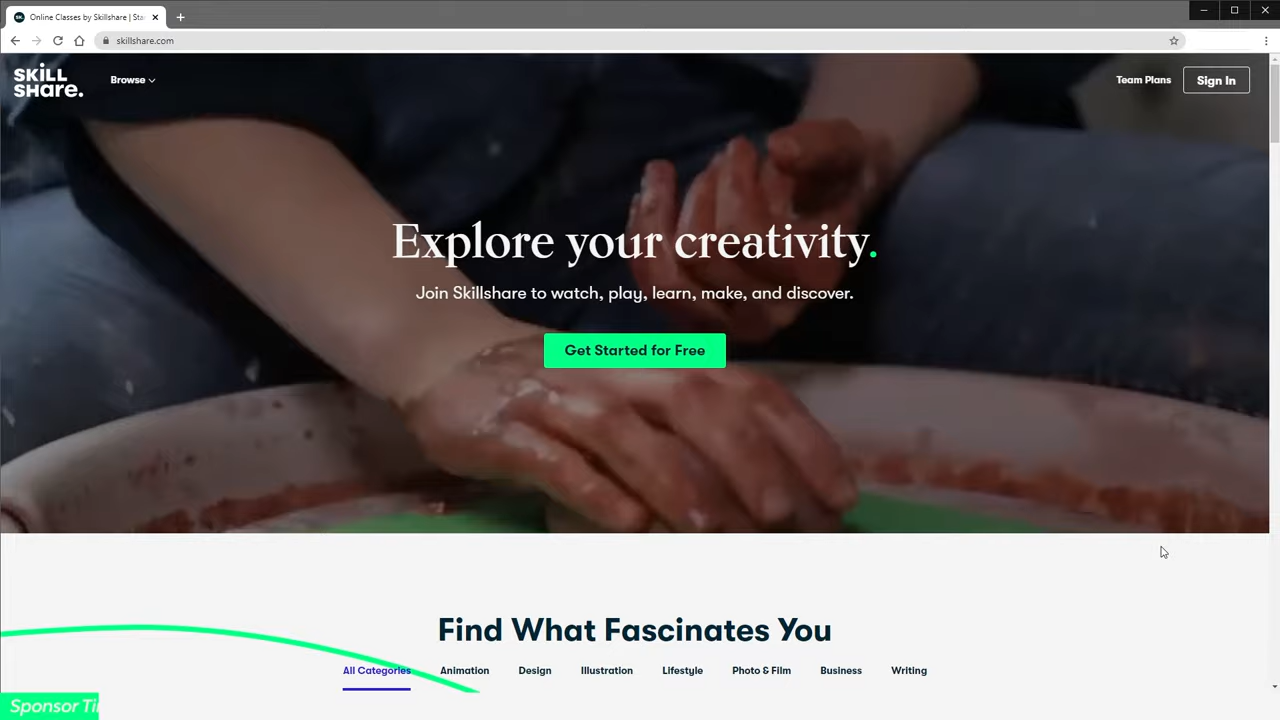 Online Classes by Skillshare | Sta
skillshare.com
SKILL
SHare.
Browse
Team Plans
Sign In
Explore your creativity.
Join Skillshare to watch, play, learn, make, and discover.
Get Started for Free
Find What Fascinates You
All Categories
Animation
Design
Illustration
Lifestyle
Photo & Film
Business
Writing
Sponsor